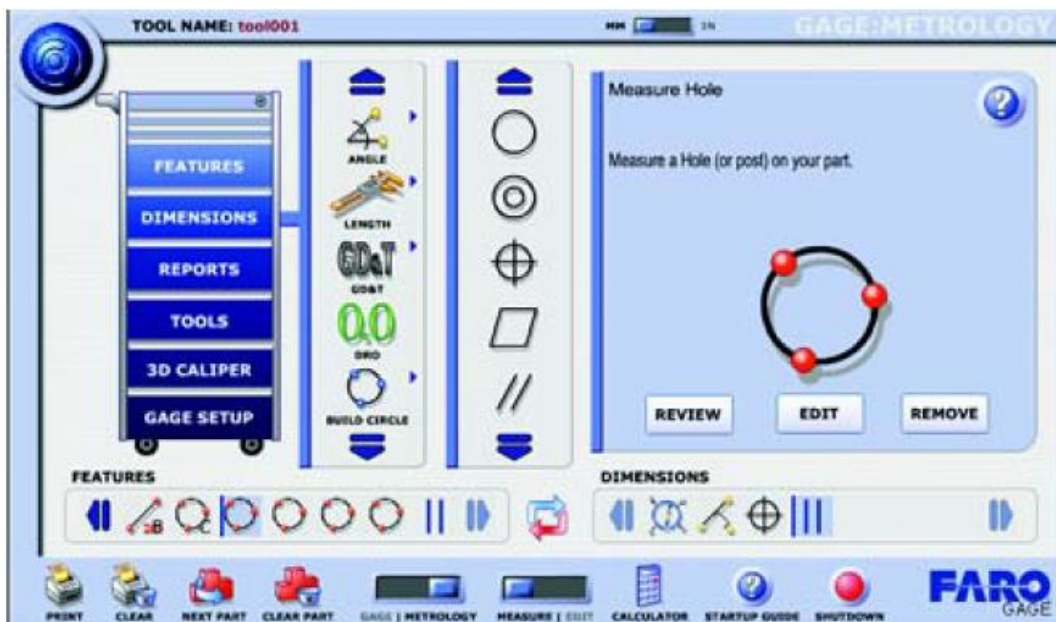 TOOL NAME: tool001
MM
IN
GAGE:METROLOGY
FEATURES
DIMENSIONS
REPORTS
TOOLS
3D CALIPER
GAGE SETUP
ANGLE
LENGTH
GD&T
GD&T
0.0
DRO
BUILD CIRCLE
Measure Hole
?
Measure a Hole (or post) on your part.
REVIEW
EDIT
REMOVE
FEATURES
B
C
DIMENSIONS
PRINT
CLEAR
NEXT PART
CLEAR PART
GAGE | METROLOGY
MEASURE | EDIT
CALCULATOR
?
STARTUP GUIDE
SHUTDOWN
FARO
GAGE